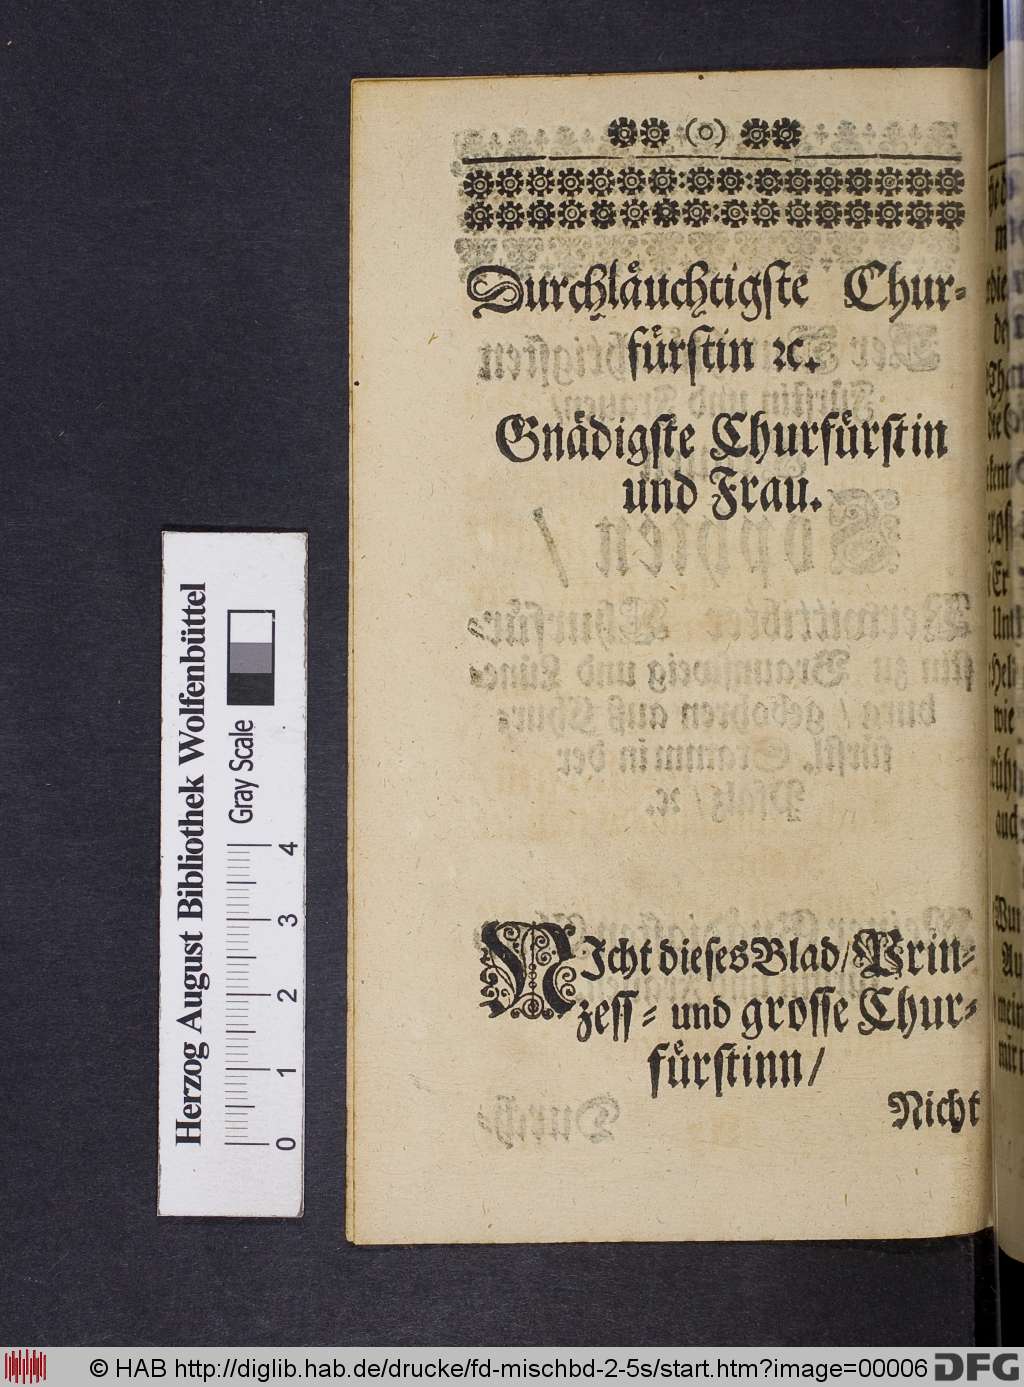 (o)
Durchläuchtigste Chur-
fürstin ꝛc.
Gnädigste Churfürstin
und Frau.
NJcht dieses Blad/ Prin-
zess- und grosse Chur-
fürstinn/
Nicht
Herzog August Bibliothek Wolfenbüttel
Gray Scale
0 1 2 3 4
© HAB http://diglib.hab.de/drucke/fd-mischbd-2-5s/start.htm?image=00006
DFG